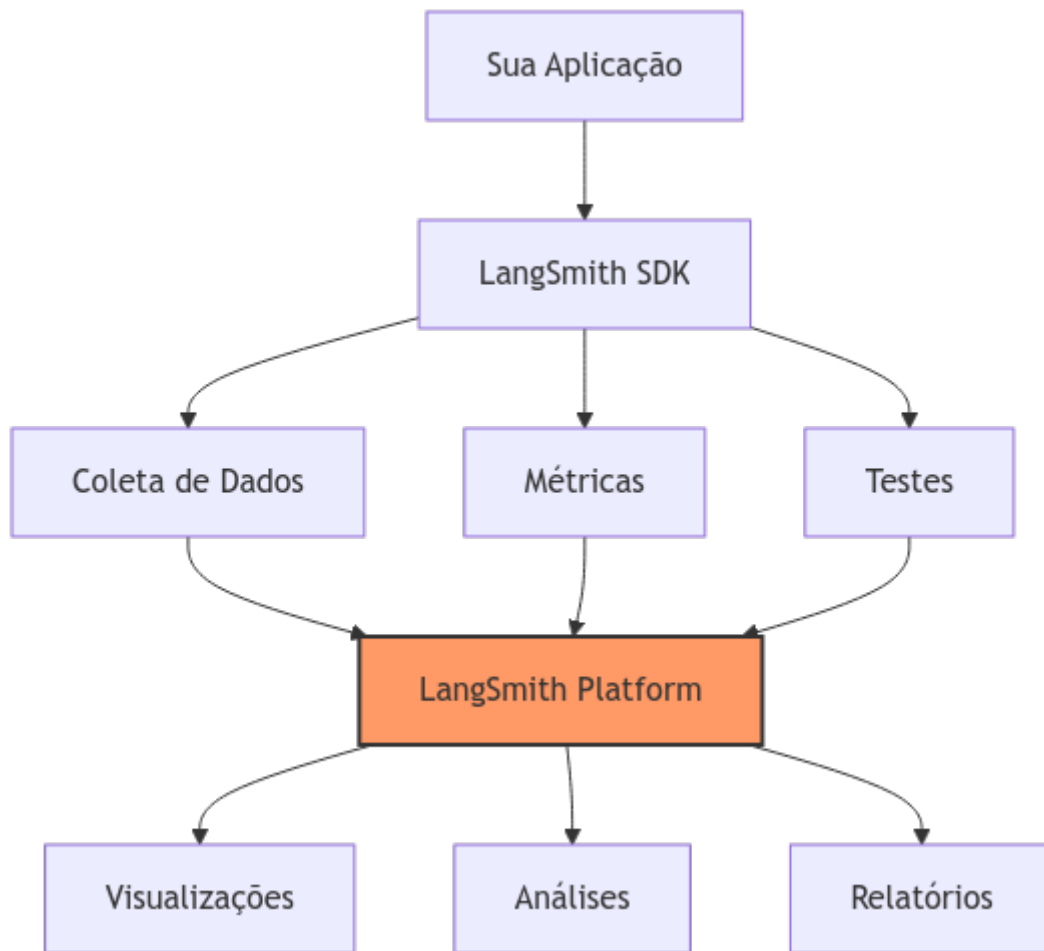 Sua Aplicação
LangSmith SDK
Coleta de Dados
Métricas
Testes
LangSmith Platform
Visualizações
Análises
Relatórios